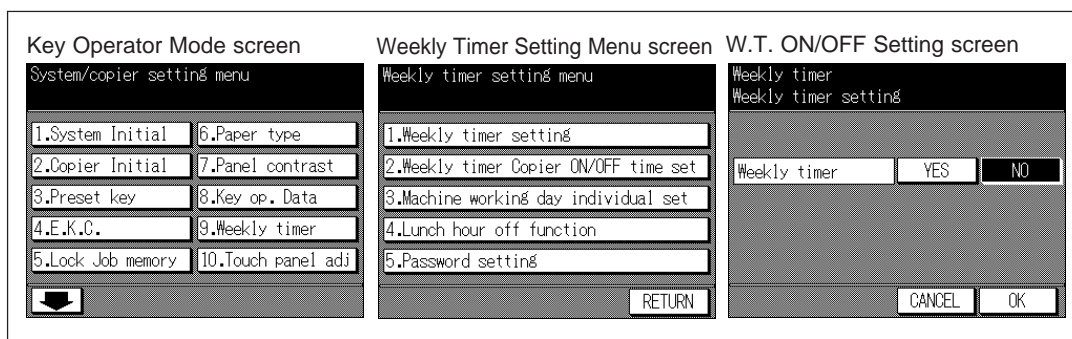 Key Operator Mode screen
System/copier setting menu
1.System Initial
6.Paper type
2.Copier Initial
7.Panel contrast
3.Preset key
8.Key op. Data
4.E.K.C.
9.Weekly timer
5.Lock Job memory
10.Touch panel adj
Weekly Timer Setting Menu screen
Weekly timer setting menu
1.Weekly timer setting
2.Weekly timer Copier ON/OFF time set
3.Machine working day individual set
4.Lunch hour off function
5.Password setting
RETURN
W.T. ON/OFF Setting screen
Weekly timer
Weekly timer setting
Weekly timer YES NO
CANCEL OK